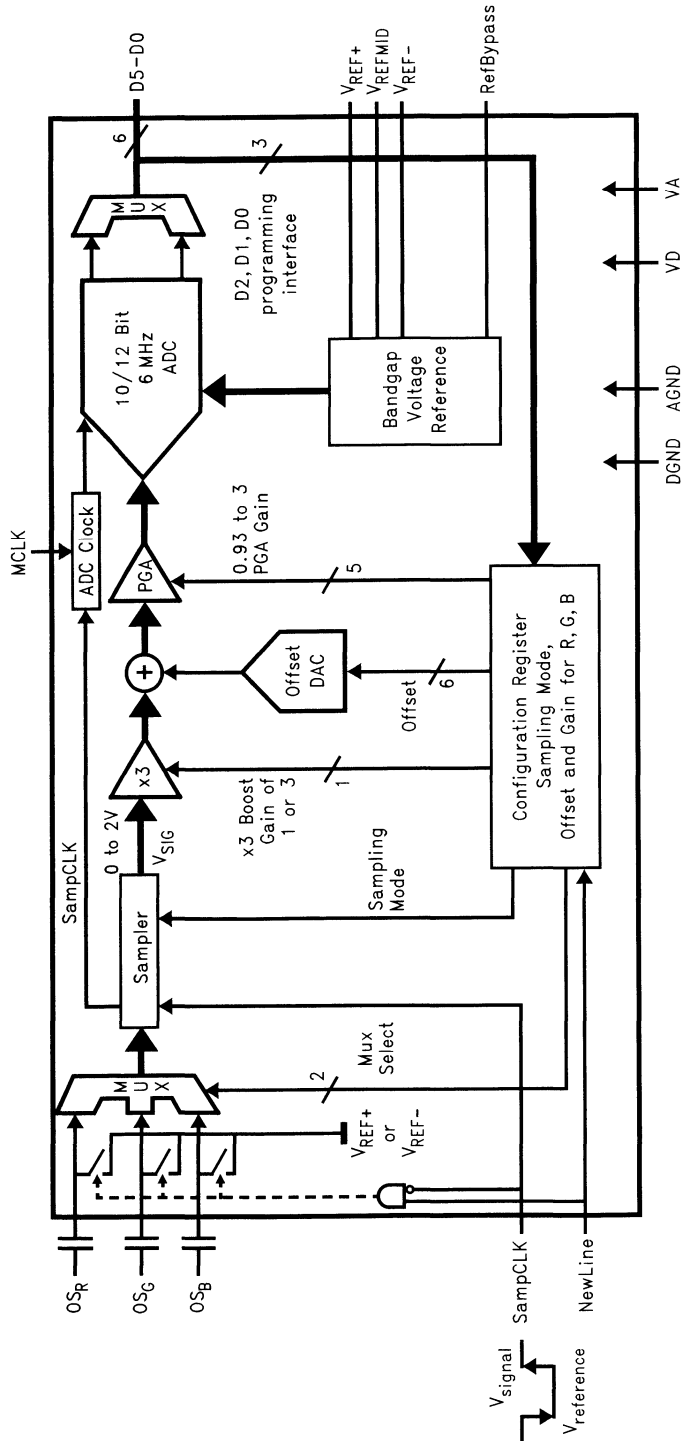 OSR
OSG
OSB
MUX
VREF+
or
VREF-
2
Mux
Select
SampCLK
Sampler
0 to 2V
VSIG
x3
x3 Boost
Gain of
1 or 3
1
+
Offset
DAC
Offset
6
PGA
0.93 to 3
PGA Gain
5
MCLK
ADC Clock
10/12 Bit
6 MHz
ADC
MUX
6
D5-D0
3
D2, D1, D0
programming
interface
Bandgap
Voltage
Reference
VREF+
VREFMID
VREF-
RefBypass
Sampling
Mode
Configuration Register
Sampling Mode,
Offset and Gain for R, G, B
Vsignal
Vreference
SampCLK
NewLine
DGND
AGND
VD
VA